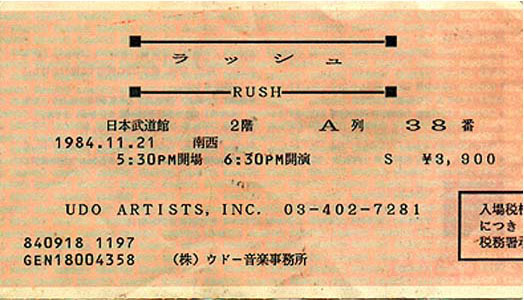 ラッシュ
RUSH
日本武道館 2階 A列 38番
1984.11.21 南西
5:30PM開場 6:30PM開演 S ¥3,900
UDO ARTISTS, INC. 03-402-7281
入場税相
につき
税務署承
840918 1197
GEN18004358 (株)ウドー音楽事務所